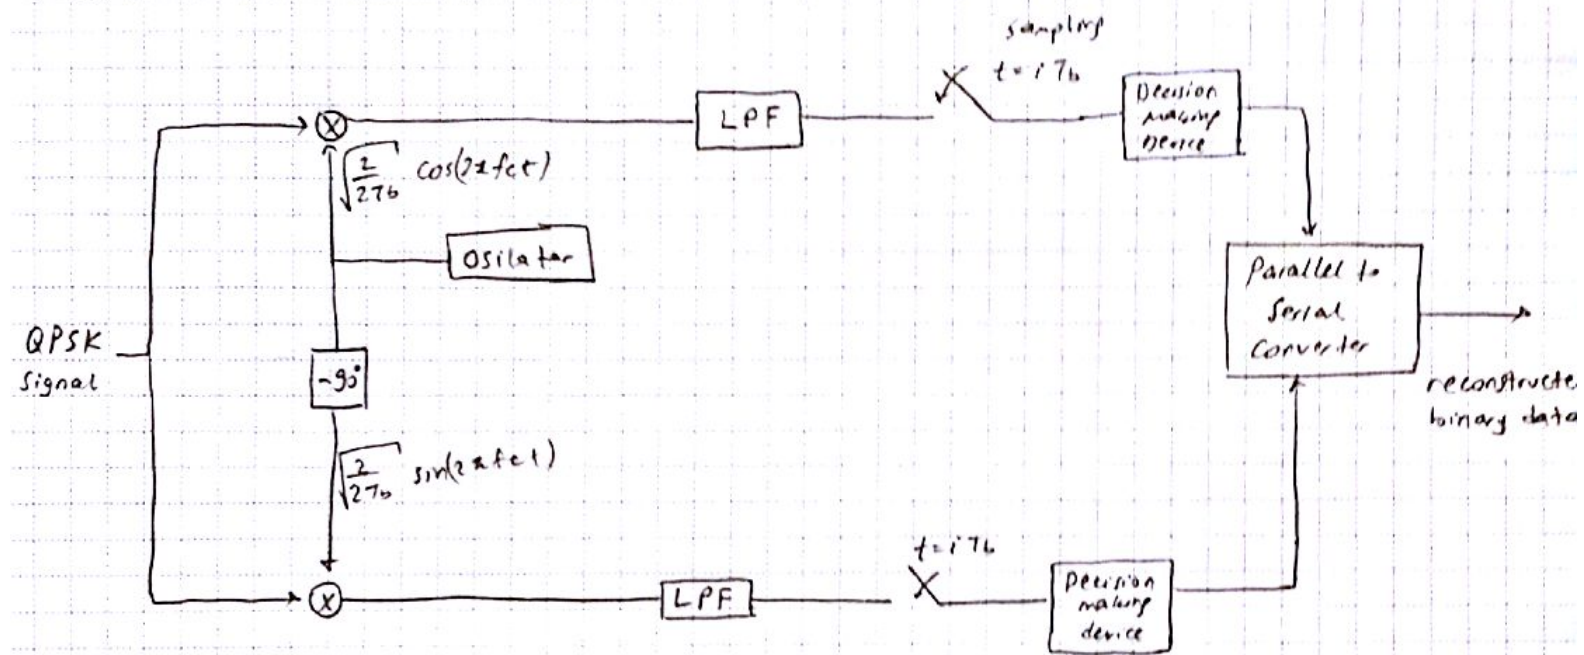 sampling
t = i Tb
LPF
Decision
making
Device
√(2/2Tb) cos(2πfct)
Osilator
Parallel to
Serial
Converter
QPSK
Signal
-90°
reconstructe
binary data
√(2/2Tb) sin(2πfct)
t = i Tb
LPF
Decision
making
device